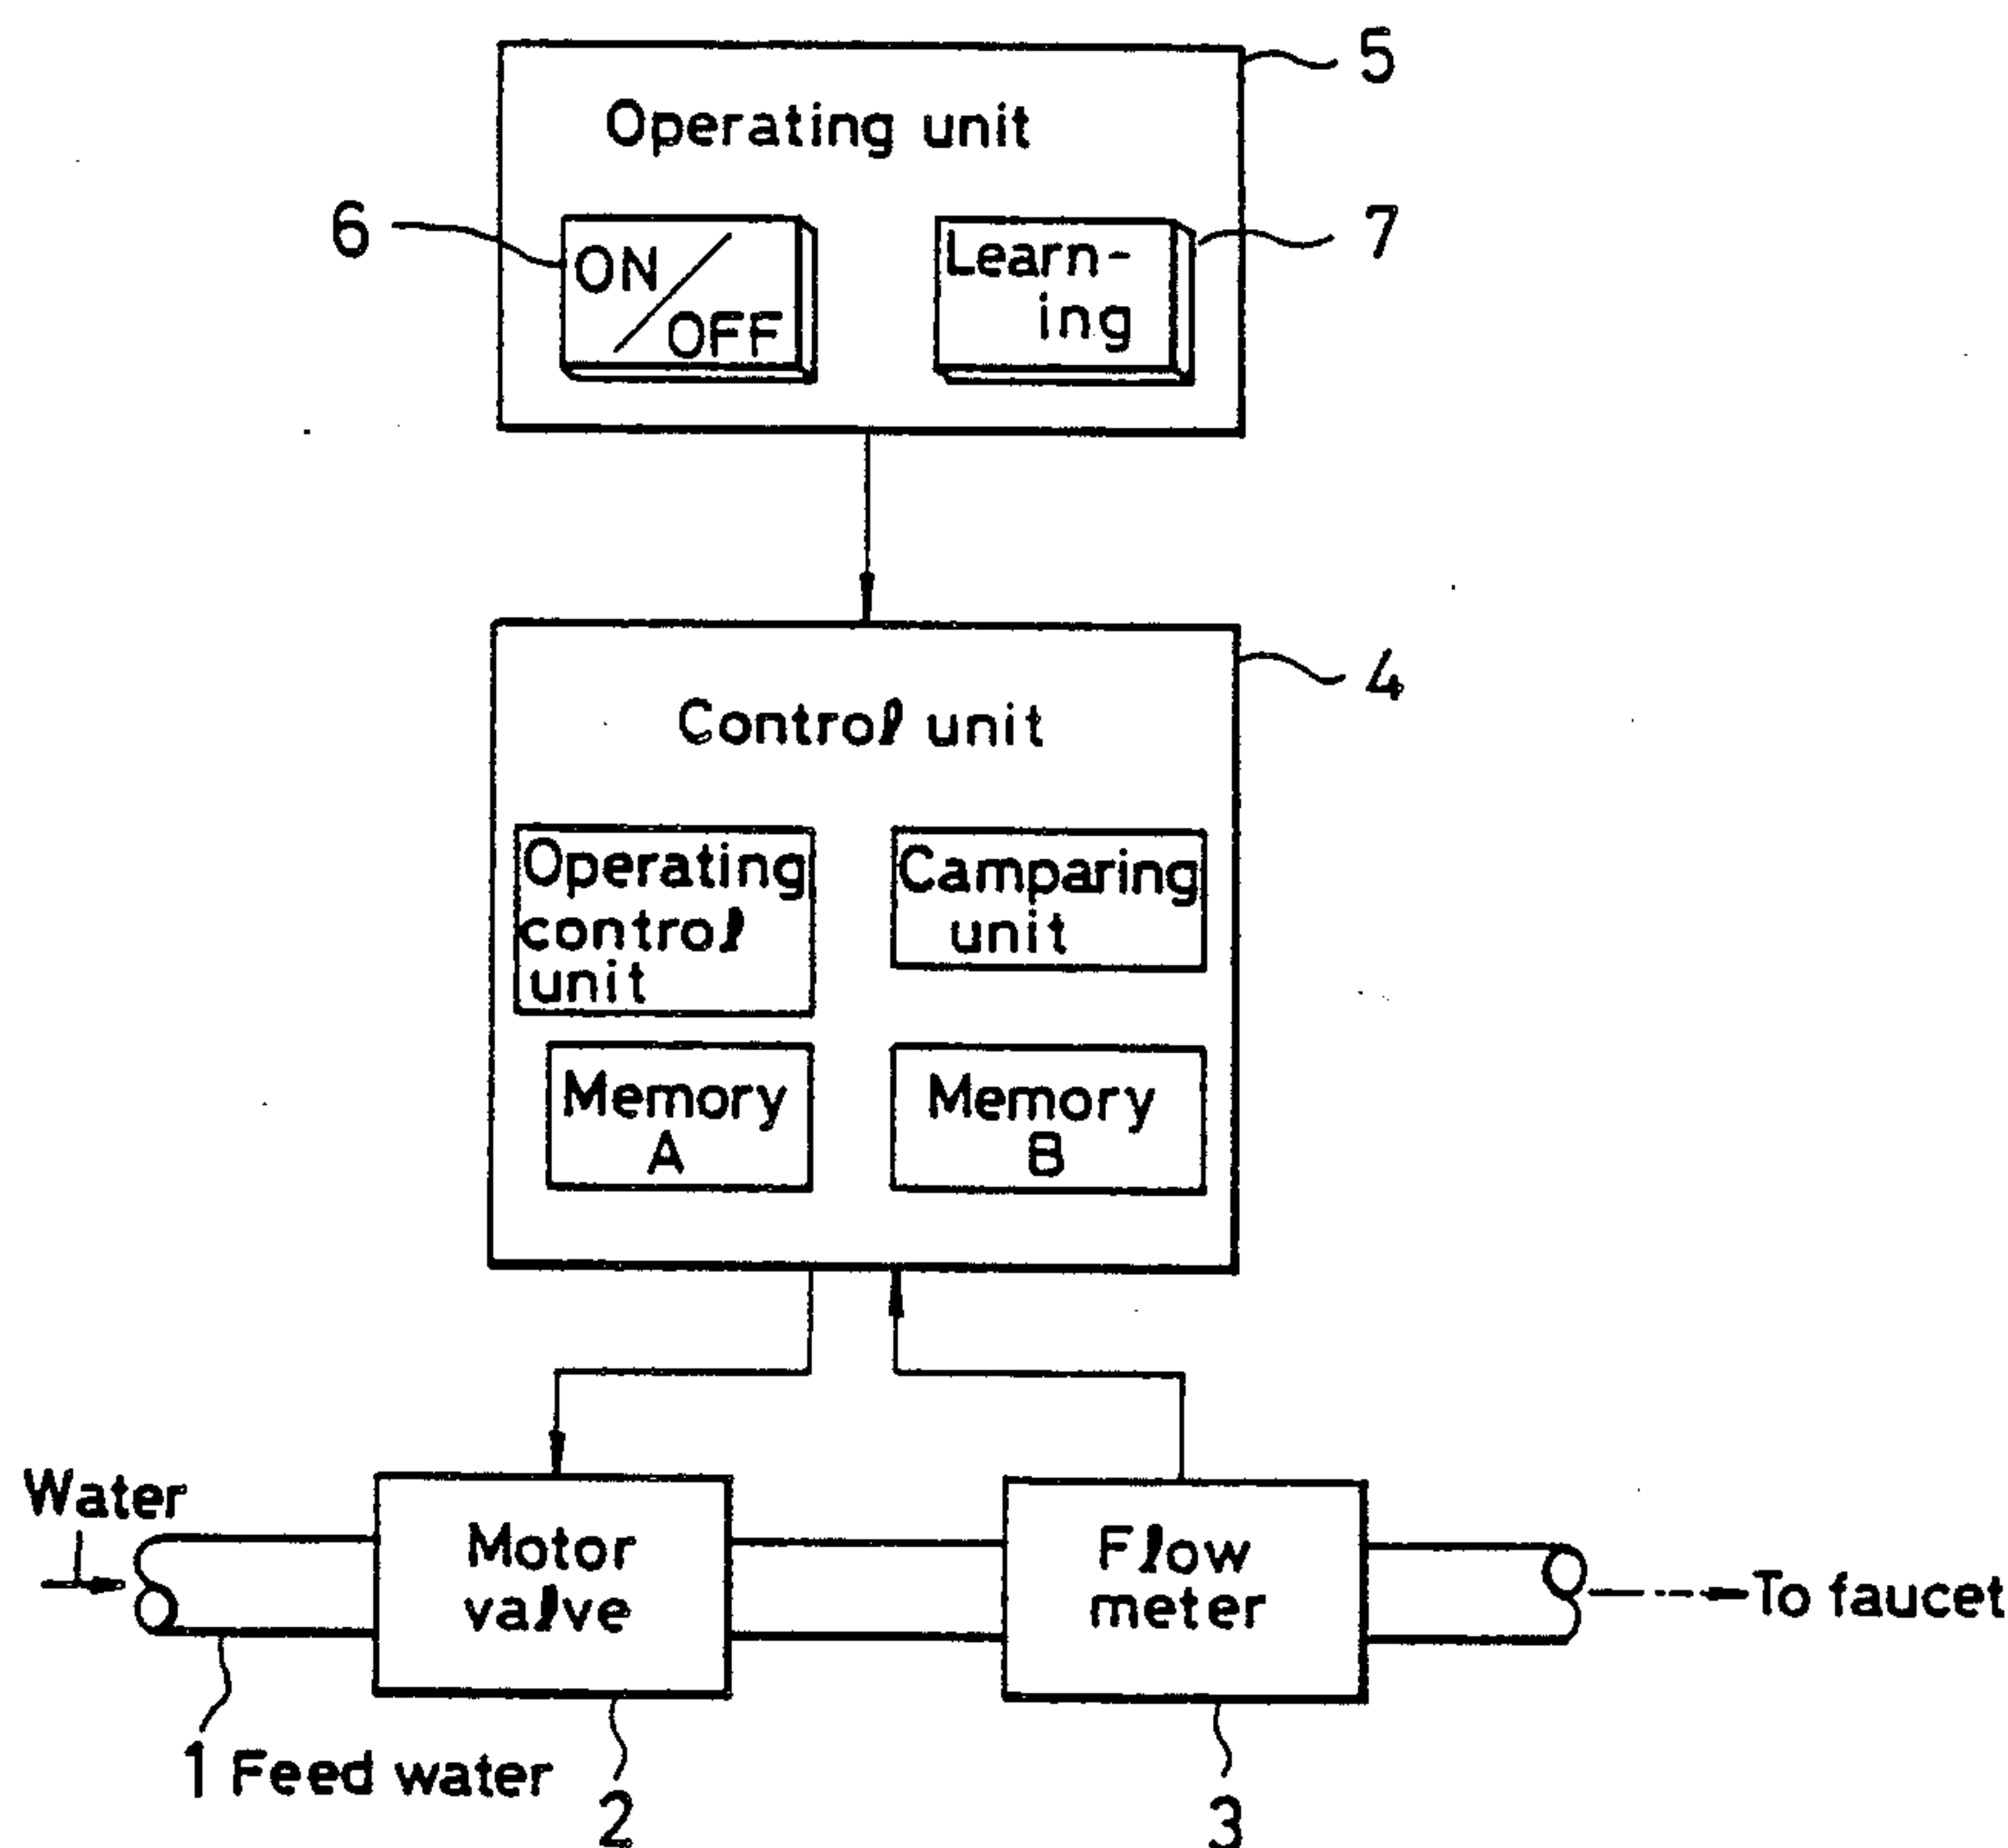 5
Operating unit
6
7
ON/OFF
Learn-
ing
4
Control unit
Operating
control
unit
Camparing
unit
Memory
A
Memory
B
Water
Motor
valve
Flow
meter
To faucet
1 Feed water
2
3